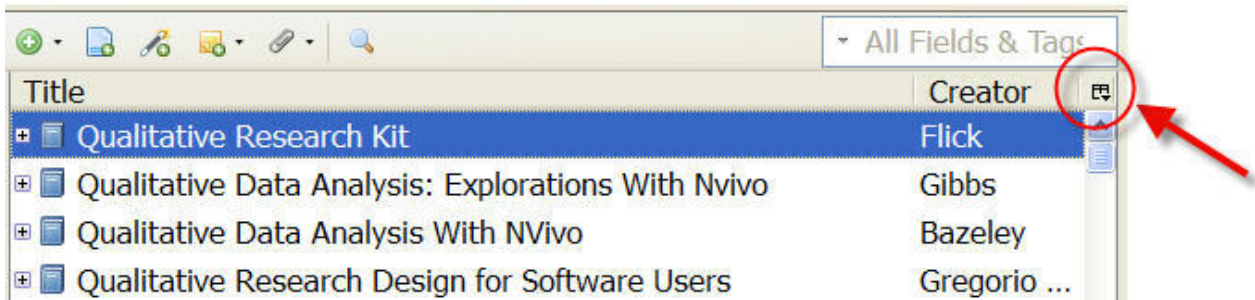 All Fields & Tags
Title Creator
Qualitative Research Kit Flick
Qualitative Data Analysis: Explorations With Nvivo Gibbs
Qualitative Data Analysis With NVivo Bazeley
Qualitative Research Design for Software Users Gregorio ...